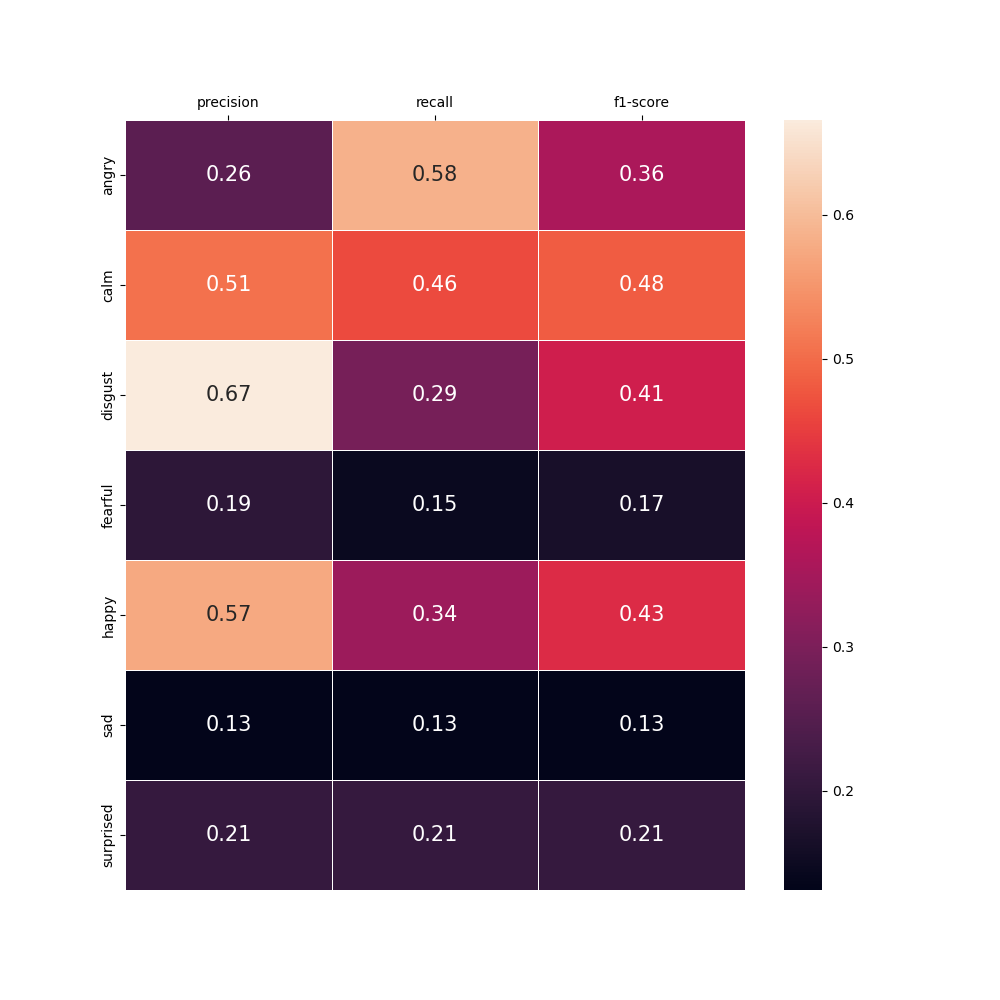 precision recall f1-score
angry 0.26 0.58 0.36
calm 0.51 0.46 0.48
disgust 0.67 0.29 0.41
fearful 0.19 0.15 0.17
happy 0.57 0.34 0.43
sad 0.13 0.13 0.13
surprised 0.21 0.21 0.21
0.6
0.5
0.4
0.3
0.2